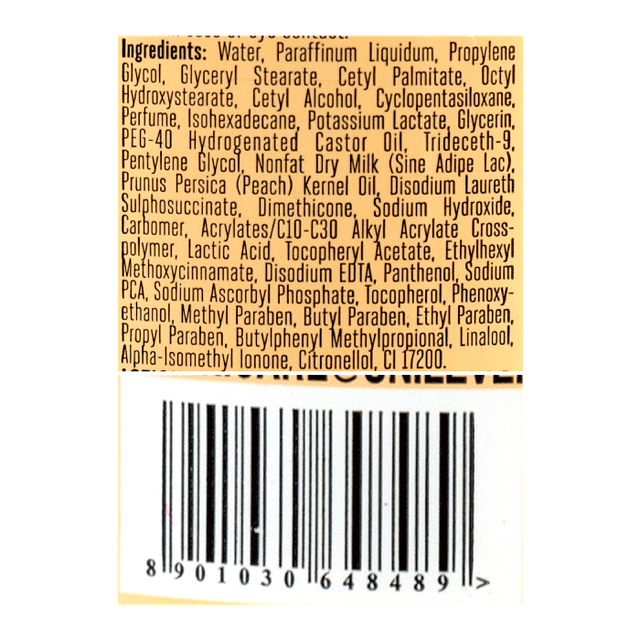 Ingredients: Water, Paraffinum Liquidum, Propylene
Glycol, Glyceryl Stearate, Cetyl Palmitate, Octyl
Hydroxystearate, Cetyl Alcohol, Cyclopentasiloxane,
Perfume, Isohexadecane, Potassium Lactate, Glycerin,
PEG-40 Hydrogenated Castor Oil, Trideceth-9,
Pentylene Glycol, Nonfat Dry Milk (Sine Adipe Lac),
Prunus Persica (Peach) Kernel Oil, Disodium Laureth
Sulphosuccinate, Dimethicone, Sodium Hydroxide,
Carbomer, Acrylates/C10-C30 Alkyl Acrylate Cross-
polymer, Lactic Acid, Tocopheryl Acetate, Ethylhexyl
Methoxycinnamate, Disodium EDTA, Panthenol, Sodium
PCA, Sodium Ascorbyl Phosphate, Tocopherol, Phenoxy-
ethanol, Methyl Paraben, Butyl Paraben, Ethyl Paraben,
Propyl Paraben, Butylphenyl Methylpropional, Linalool,
Alpha-Isomethyl Ionone, Citronellol, CI 17200.
8 901030 648489 >